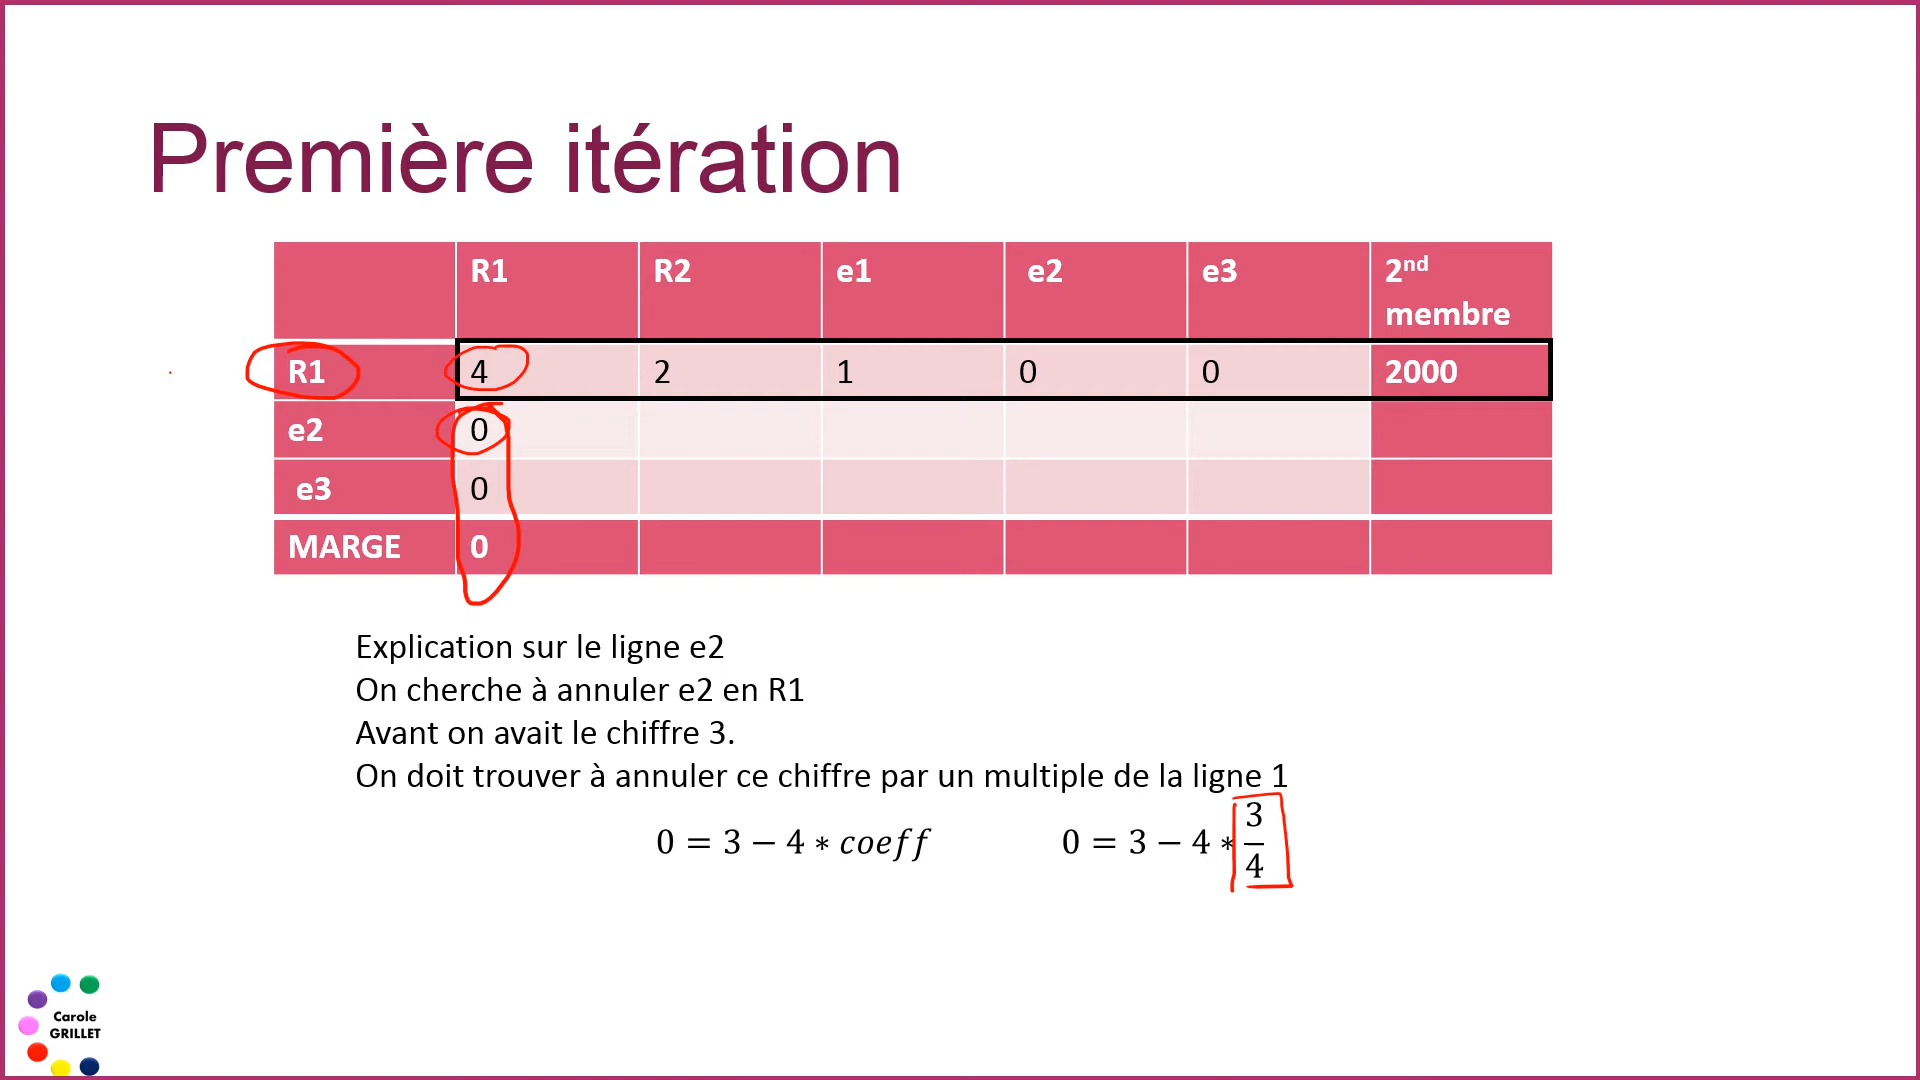 Première itération
R1 R2 e1 e2 e3 2nd membre
R1 4 2 1 0 0 2000
e2 0
e3 0
MARGE 0
Explication sur le ligne e2
On cherche à annuler e2 en R1
Avant on avait le chiffre 3.
On doit trouver à annuler ce chiffre par un multiple de la ligne 1
0 = 3 − 4 ∗ coeff 0 = 3 − 4 ∗ 3/4
Carole
GRILLET